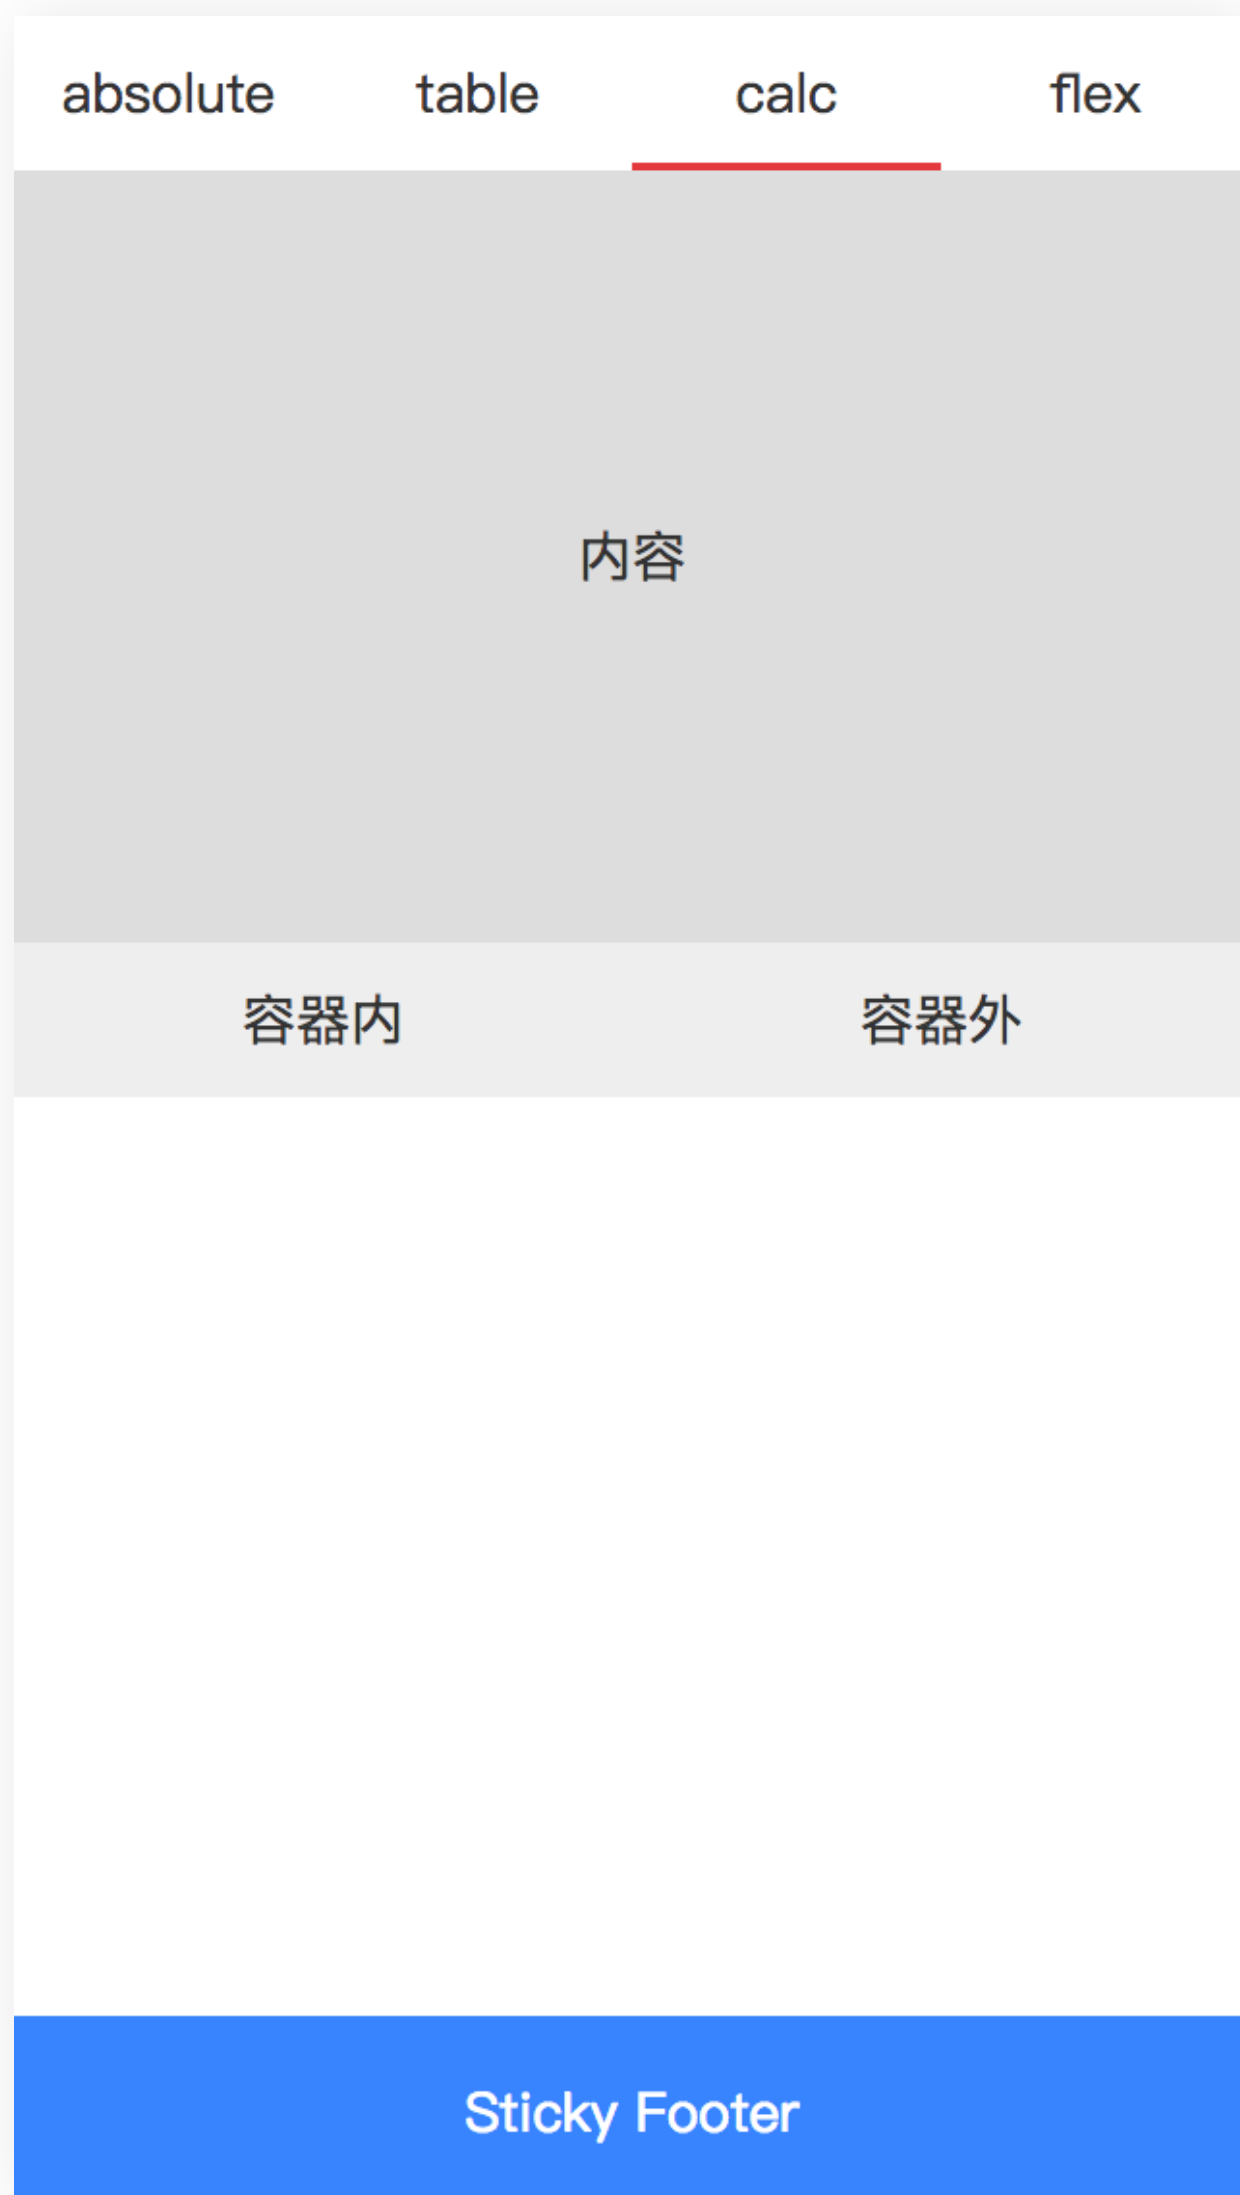 absolute table calc flex
内容
容器内 容器外
Sticky Footer